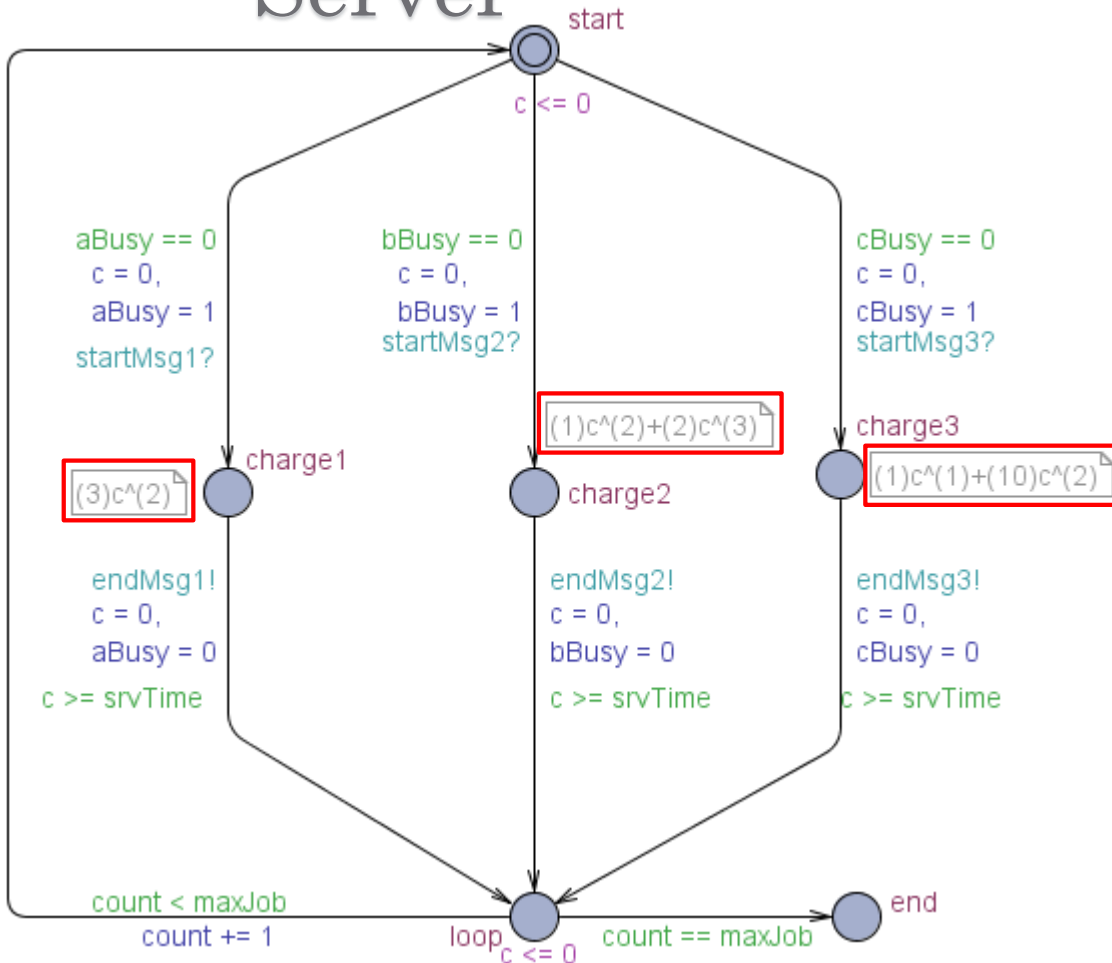 Server
start
c <= 0
aBusy == 0
c = 0,
aBusy = 1
startMsg1?
bBusy == 0
c = 0,
bBusy = 1
startMsg2?
cBusy == 0
c = 0,
cBusy = 1
startMsg3?
(3)c^(2)
charge1
(1)c^(2)+(2)c^(3)
charge2
charge3
(1)c^(1)+(10)c^(2)
endMsg1!
c = 0,
aBusy = 0
c >= srvTime
endMsg2!
c = 0,
bBusy = 0
c >= srvTime
endMsg3!
c = 0,
cBusy = 0
c >= srvTime
count < maxJob
count += 1
loop
c <= 0
count == maxJob
end